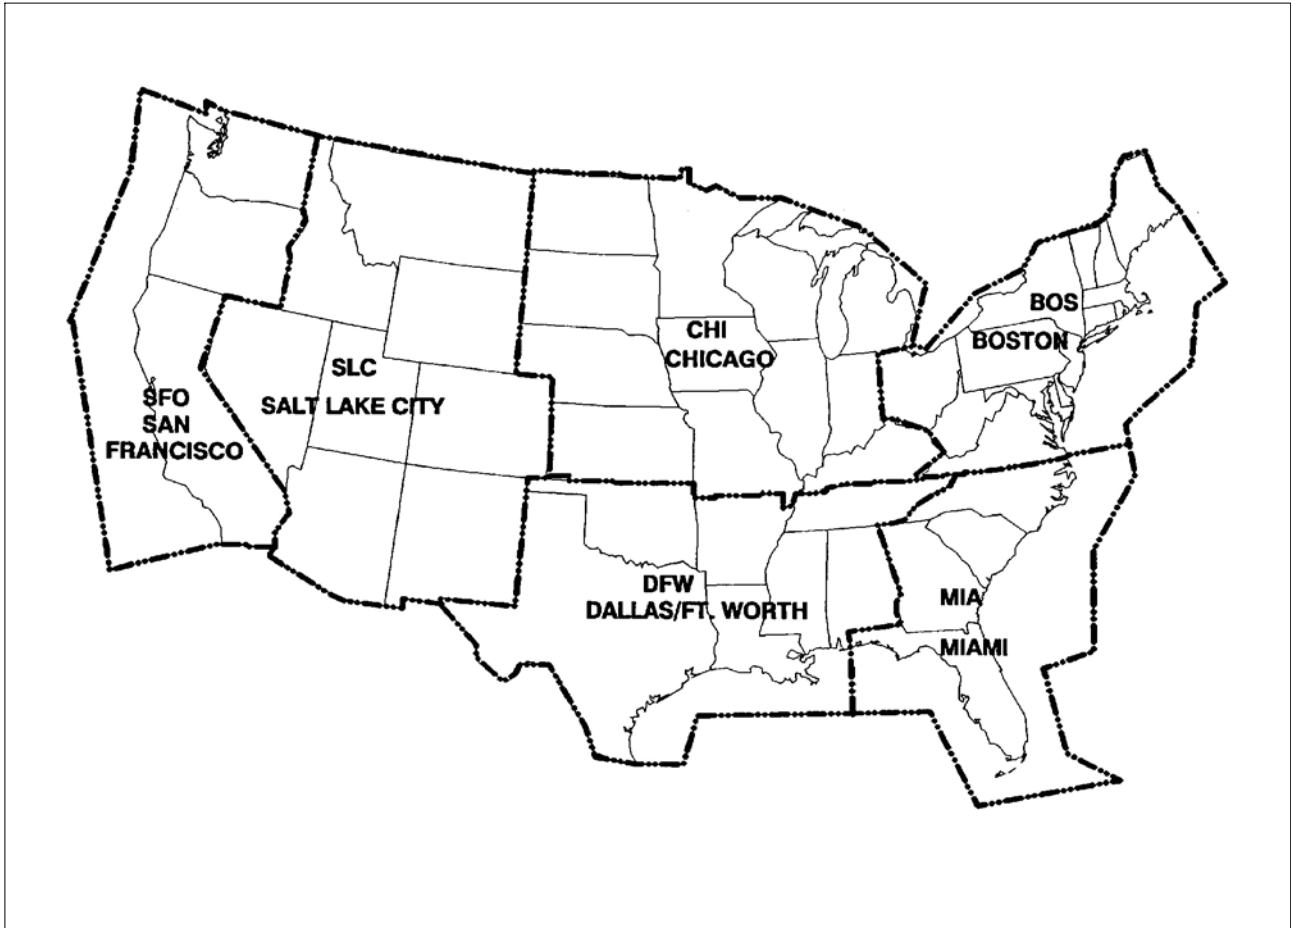 BOS
BOSTON
CHI
CHICAGO
SLC
SALT LAKE CITY
SFO
SAN
FRANCISCO
DFW
DALLAS/FT. WORTH
MIA
MIAMI